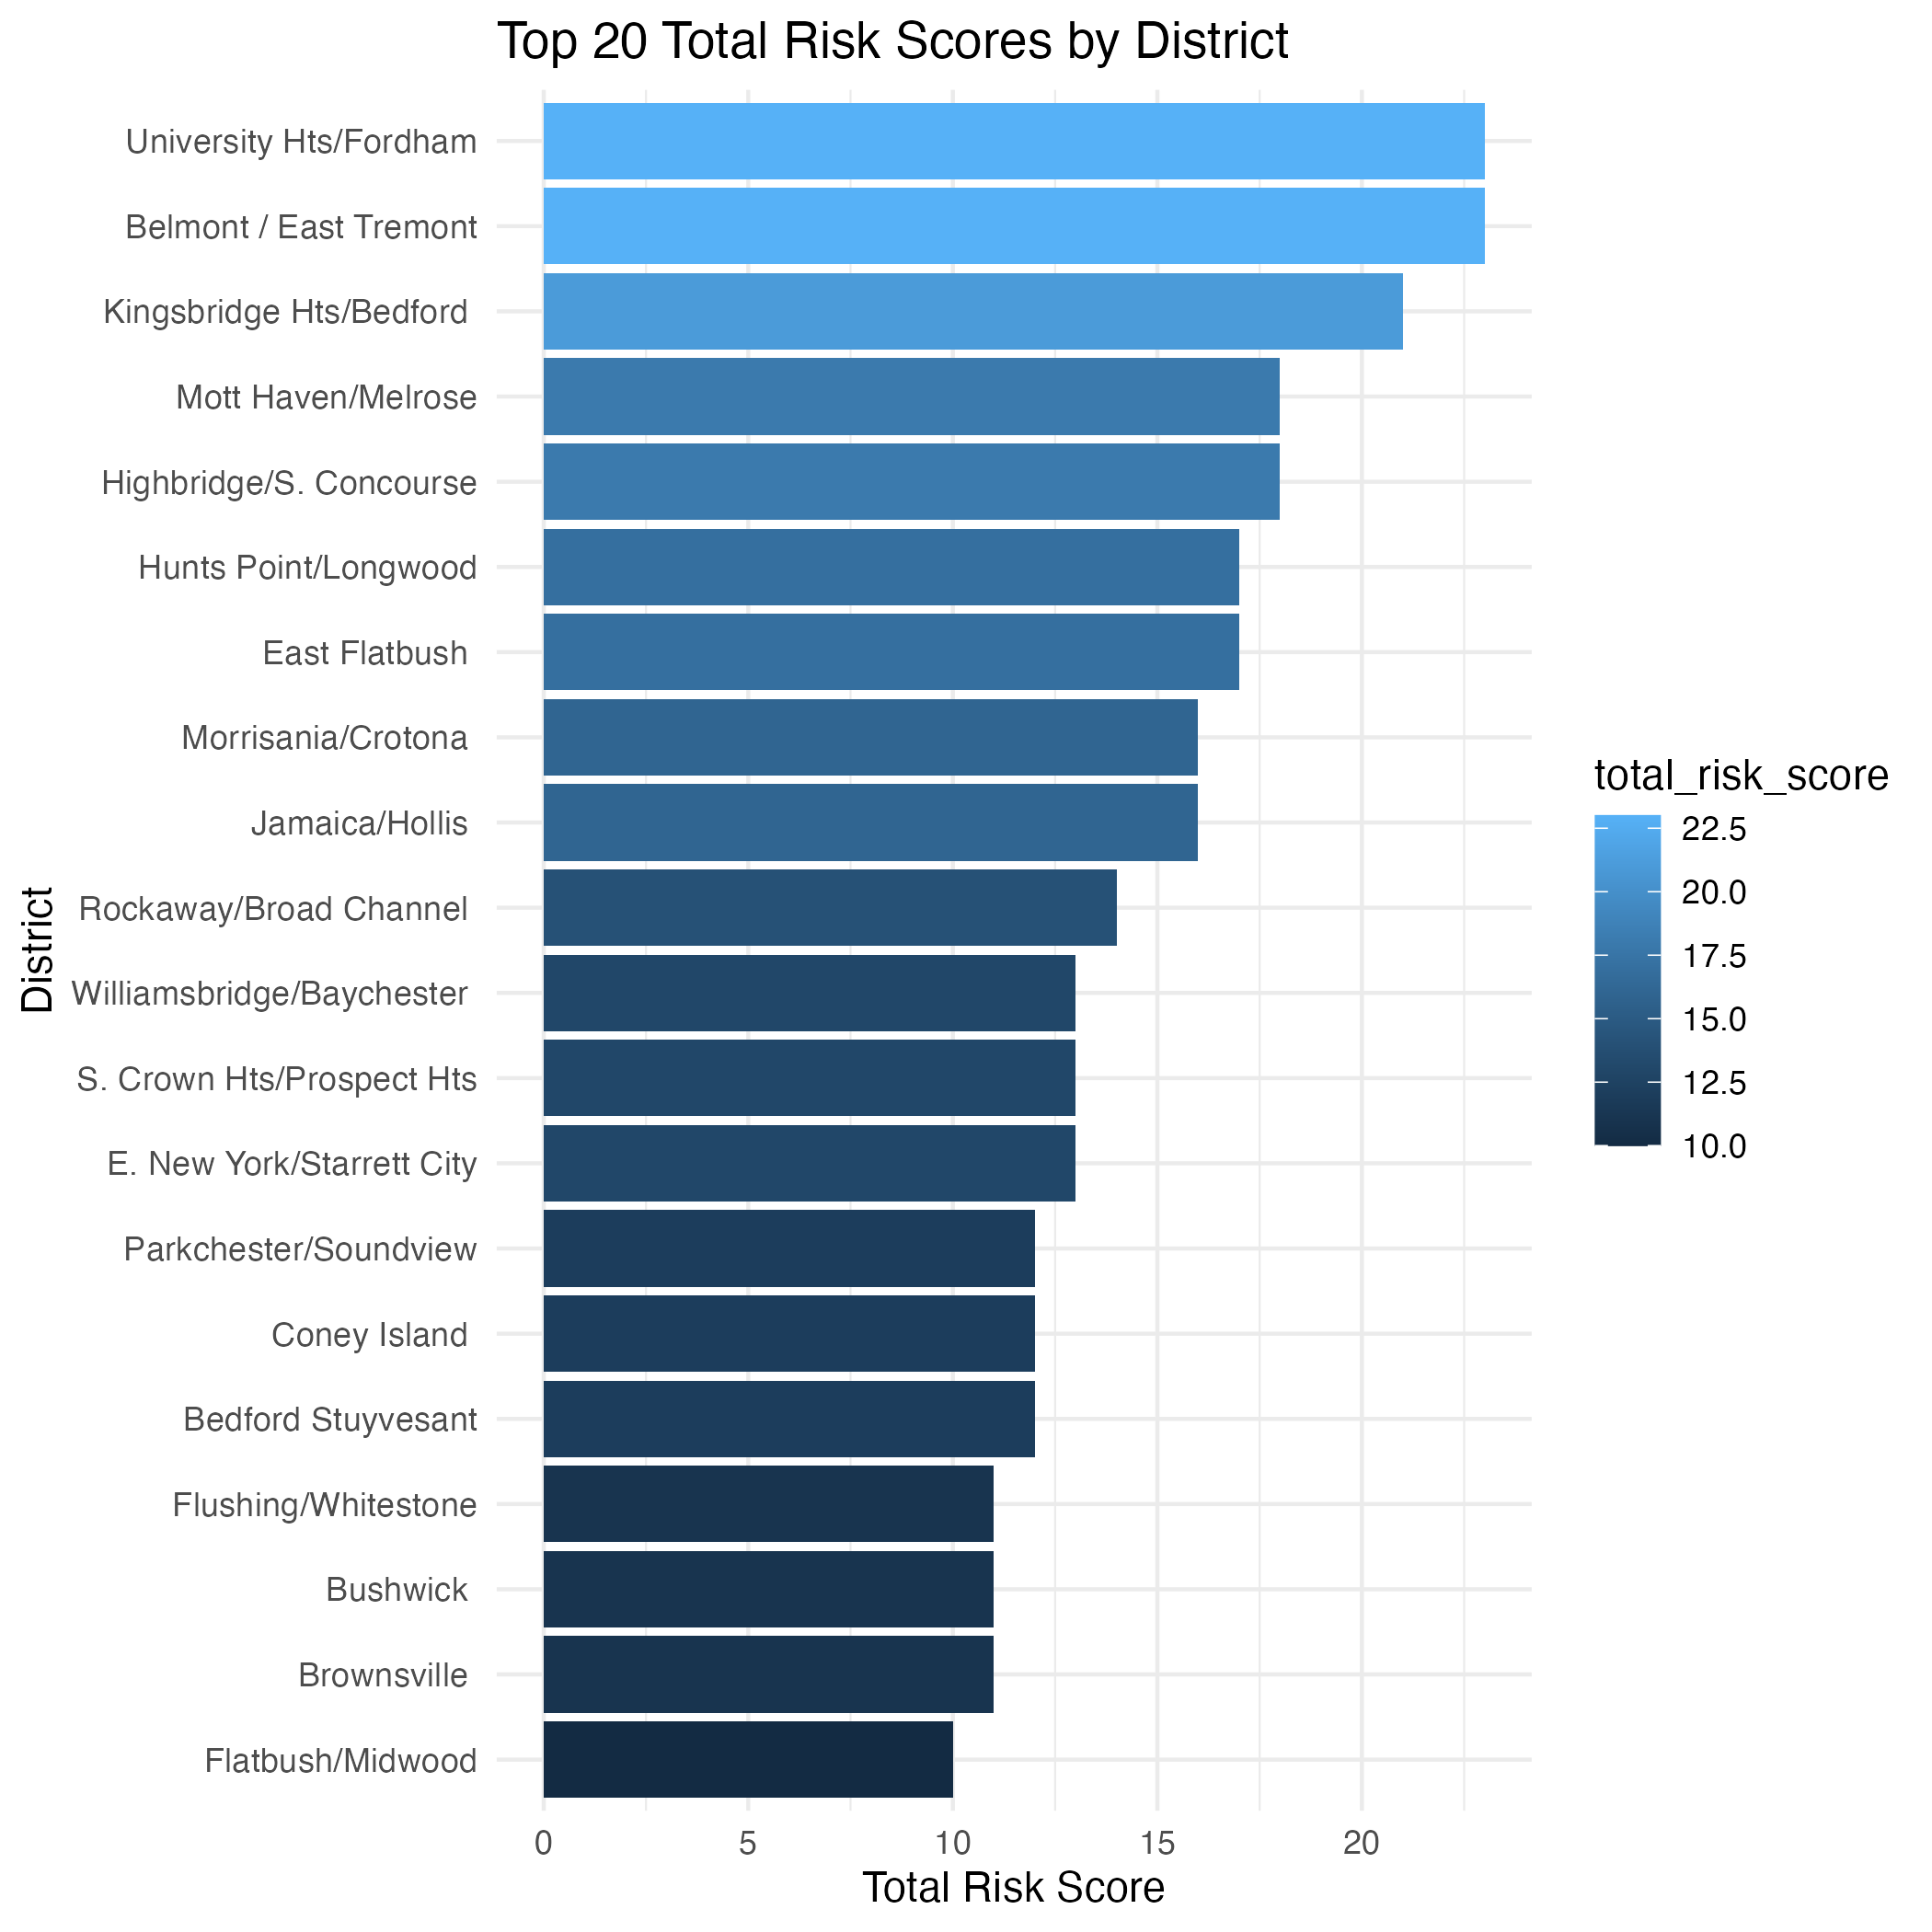 Top 20 Total Risk Scores by District
University Hts/Fordham
Belmont / East Tremont
Kingsbridge Hts/Bedford
Mott Haven/Melrose
Highbridge/S. Concourse
Hunts Point/Longwood
East Flatbush
Morrisania/Crotona
Jamaica/Hollis
Rockaway/Broad Channel
Williamsbridge/Baychester
S. Crown Hts/Prospect Hts
E. New York/Starrett City
Parkchester/Soundview
Coney Island
Bedford Stuyvesant
Flushing/Whitestone
Bushwick
Brownsville
Flatbush/Midwood
District
0 5 10 15 20
Total Risk Score
total_risk_score
22.5
20.0
17.5
15.0
12.5
10.0